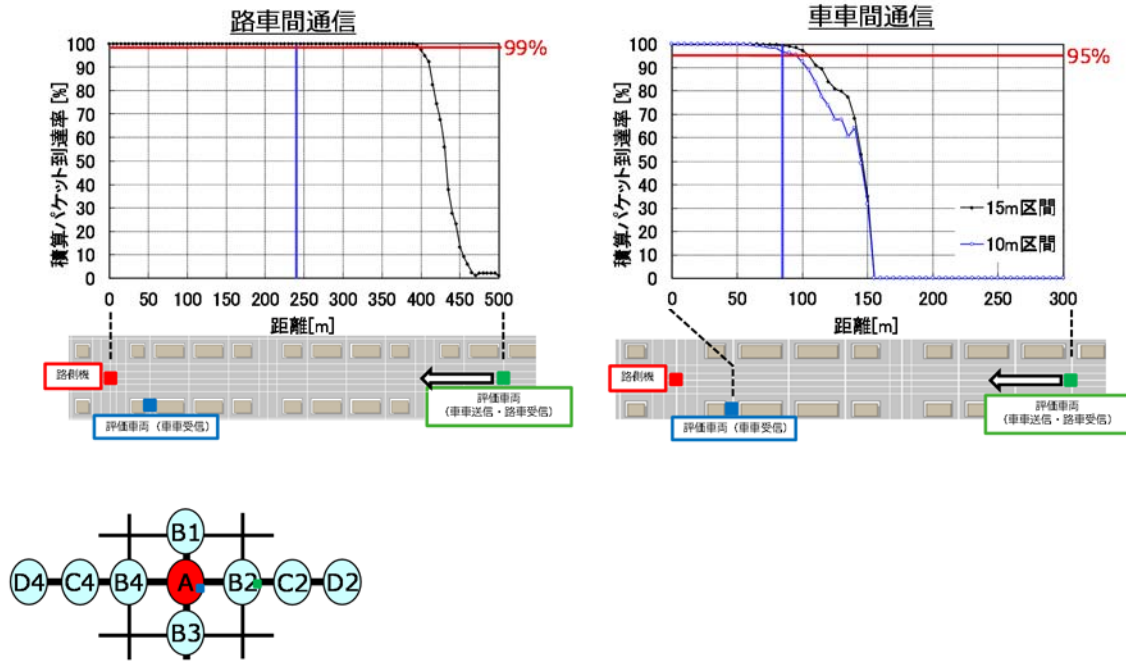 路車間通信
積算パケット到達率 [%]
100
90
80
70
60
50
40
30
20
10
0
99%
0 50 100 150 200 250 300 350 400 450 500
距離[m]
路側機
評価車両（車車受信）
評価車両
（車車送信・路車受信）
車車間通信
積算パケット到達率 [%]
100
90
80
70
60
50
40
30
20
10
0
95%
15m区間
10m区間
0 50 100 150 200 250 300
距離[m]
路側機
評価車両（車車受信）
評価車両
（車車送信・路車受信）
B1
D4 C4 B4 A B2 C2 D2
B3